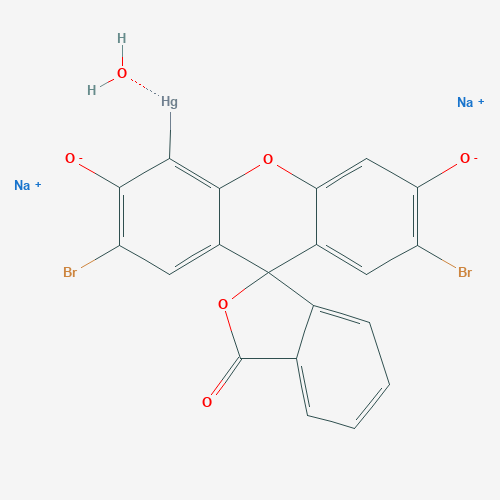 H
H O
Hg
Na +
O - O O -
Na +
Br Br
O
O